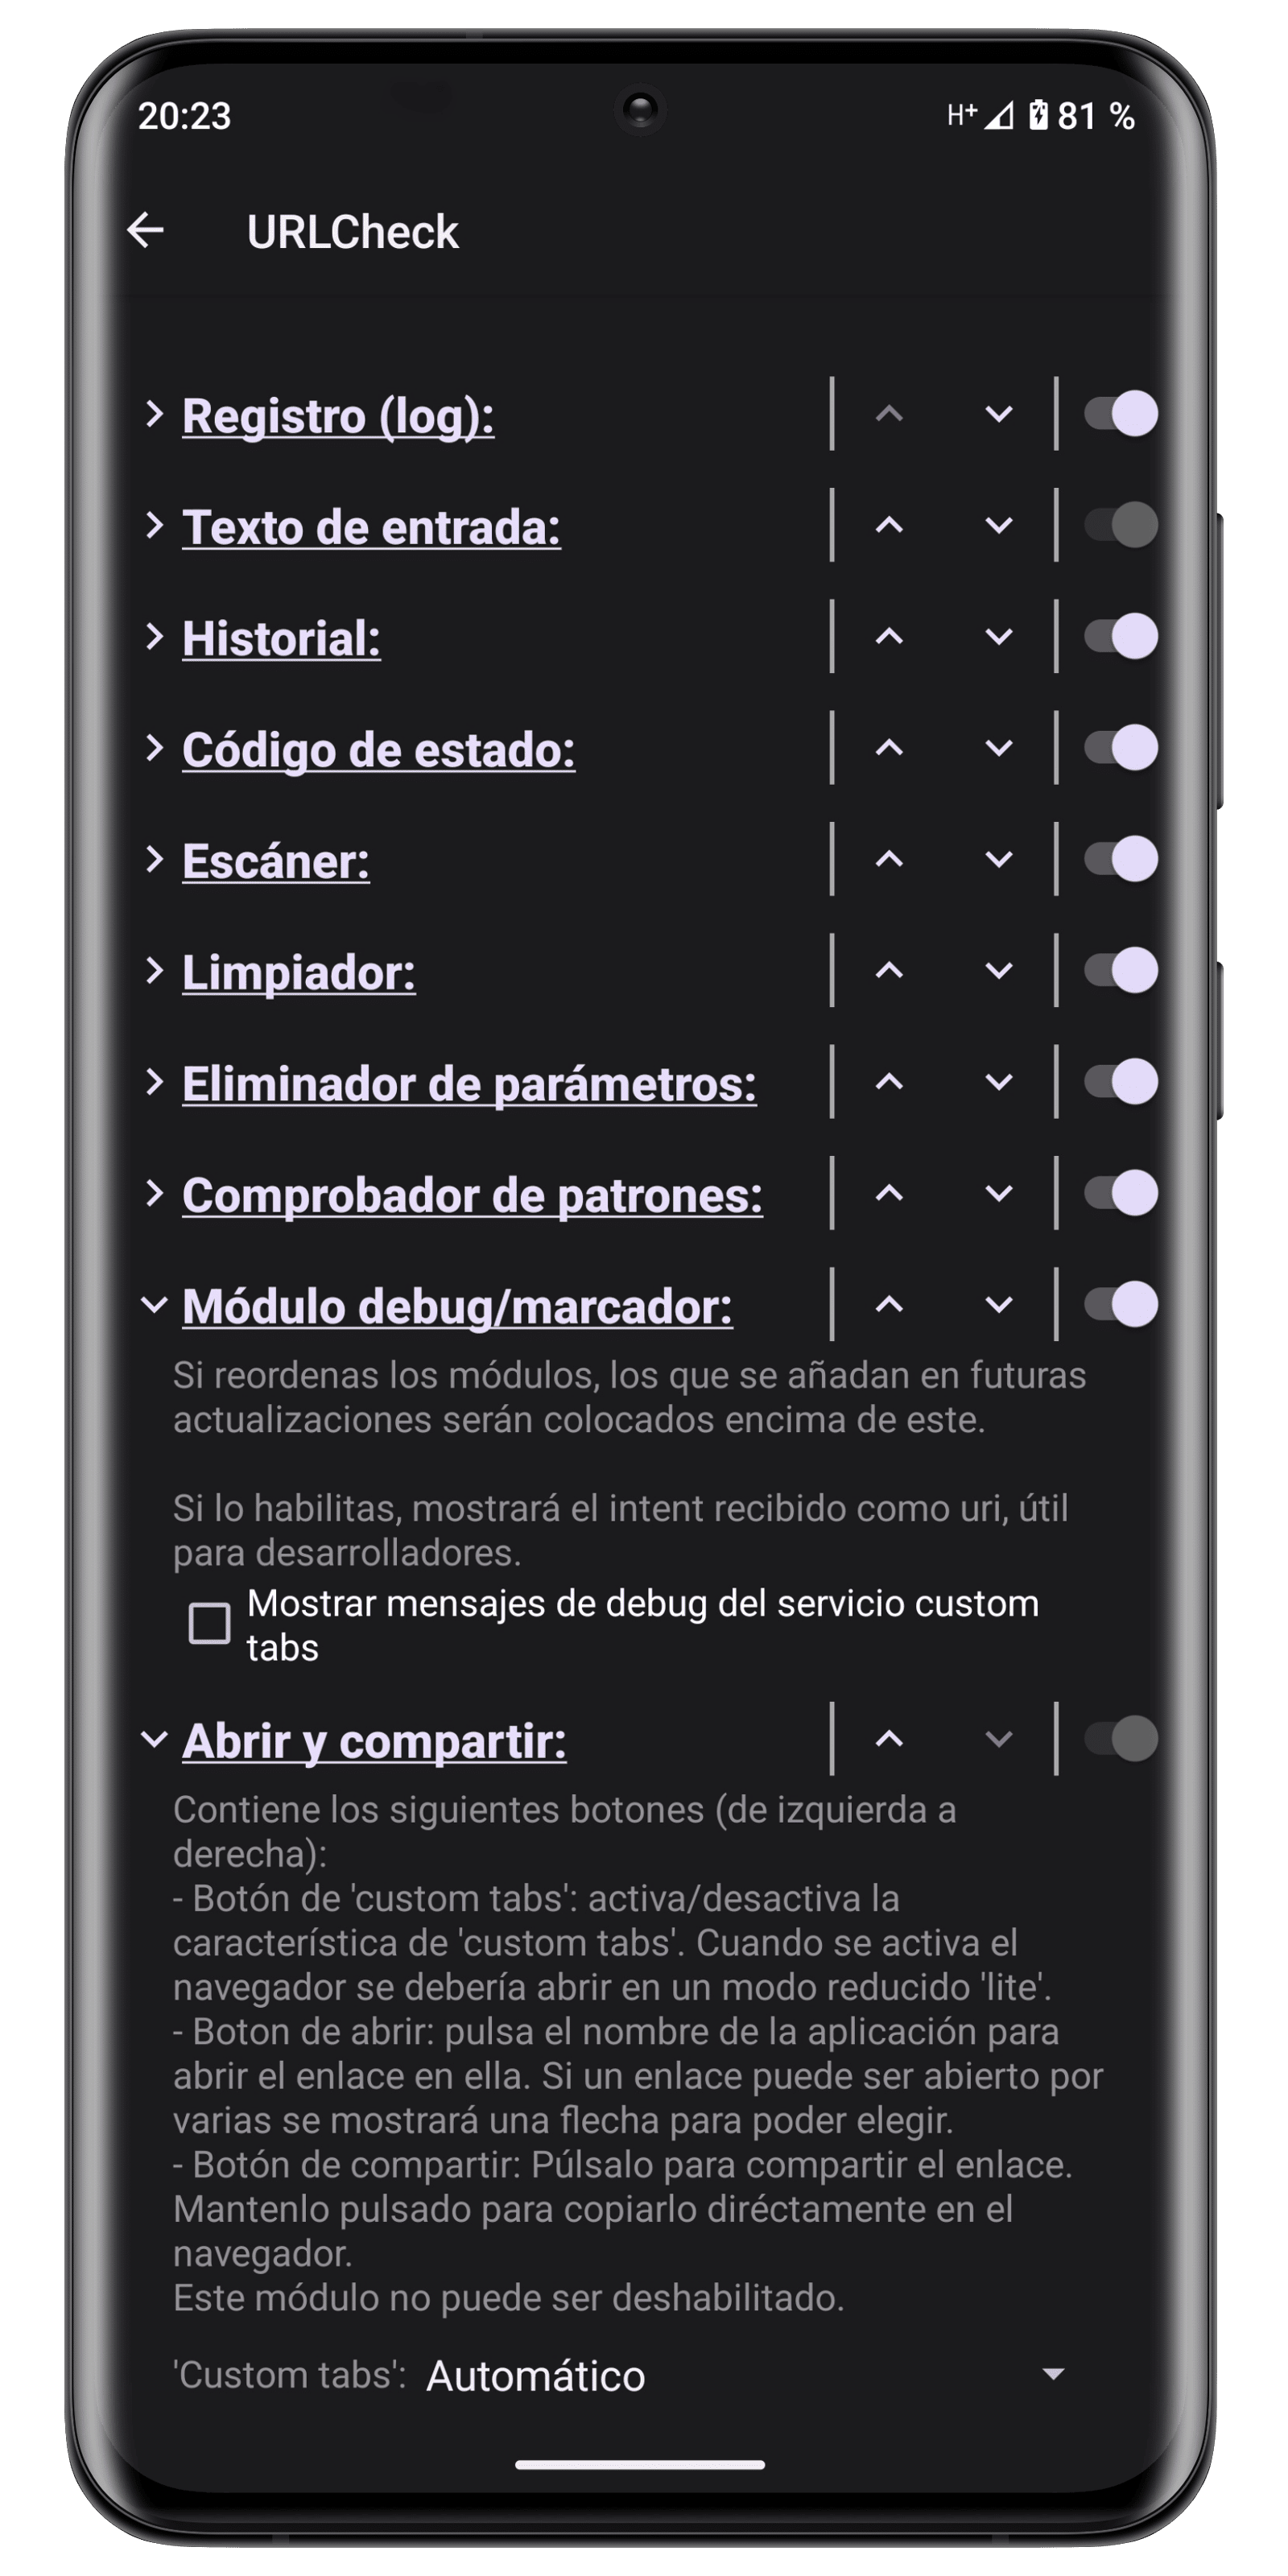 20:23
H+ 81 %
URLCheck
Registro (log):
Texto de entrada:
Historial:
Código de estado:
Escáner:
Limpiador:
Eliminador de parámetros:
Comprobador de patrones:
Módulo debug/marcador:
Si reordenas los módulos, los que se añadan en futuras
actualizaciones serán colocados encima de este.
Si lo habilitas, mostrará el intent recibido como uri, útil
para desarrolladores.
Mostrar mensajes de debug del servicio custom
tabs
Abrir y compartir:
Contiene los siguientes botones (de izquierda a
derecha):
- Botón de 'custom tabs': activa/desactiva la
característica de 'custom tabs'. Cuando se activa el
navegador se debería abrir en un modo reducido 'lite'.
- Boton de abrir: pulsa el nombre de la aplicación para
abrir el enlace en ella. Si un enlace puede ser abierto por
varias se mostrará una flecha para poder elegir.
- Botón de compartir: Púlsalo para compartir el enlace.
Mantenlo pulsado para copiarlo diréctamente en el
navegador.
Este módulo no puede ser deshabilitado.
'Custom tabs': Automático